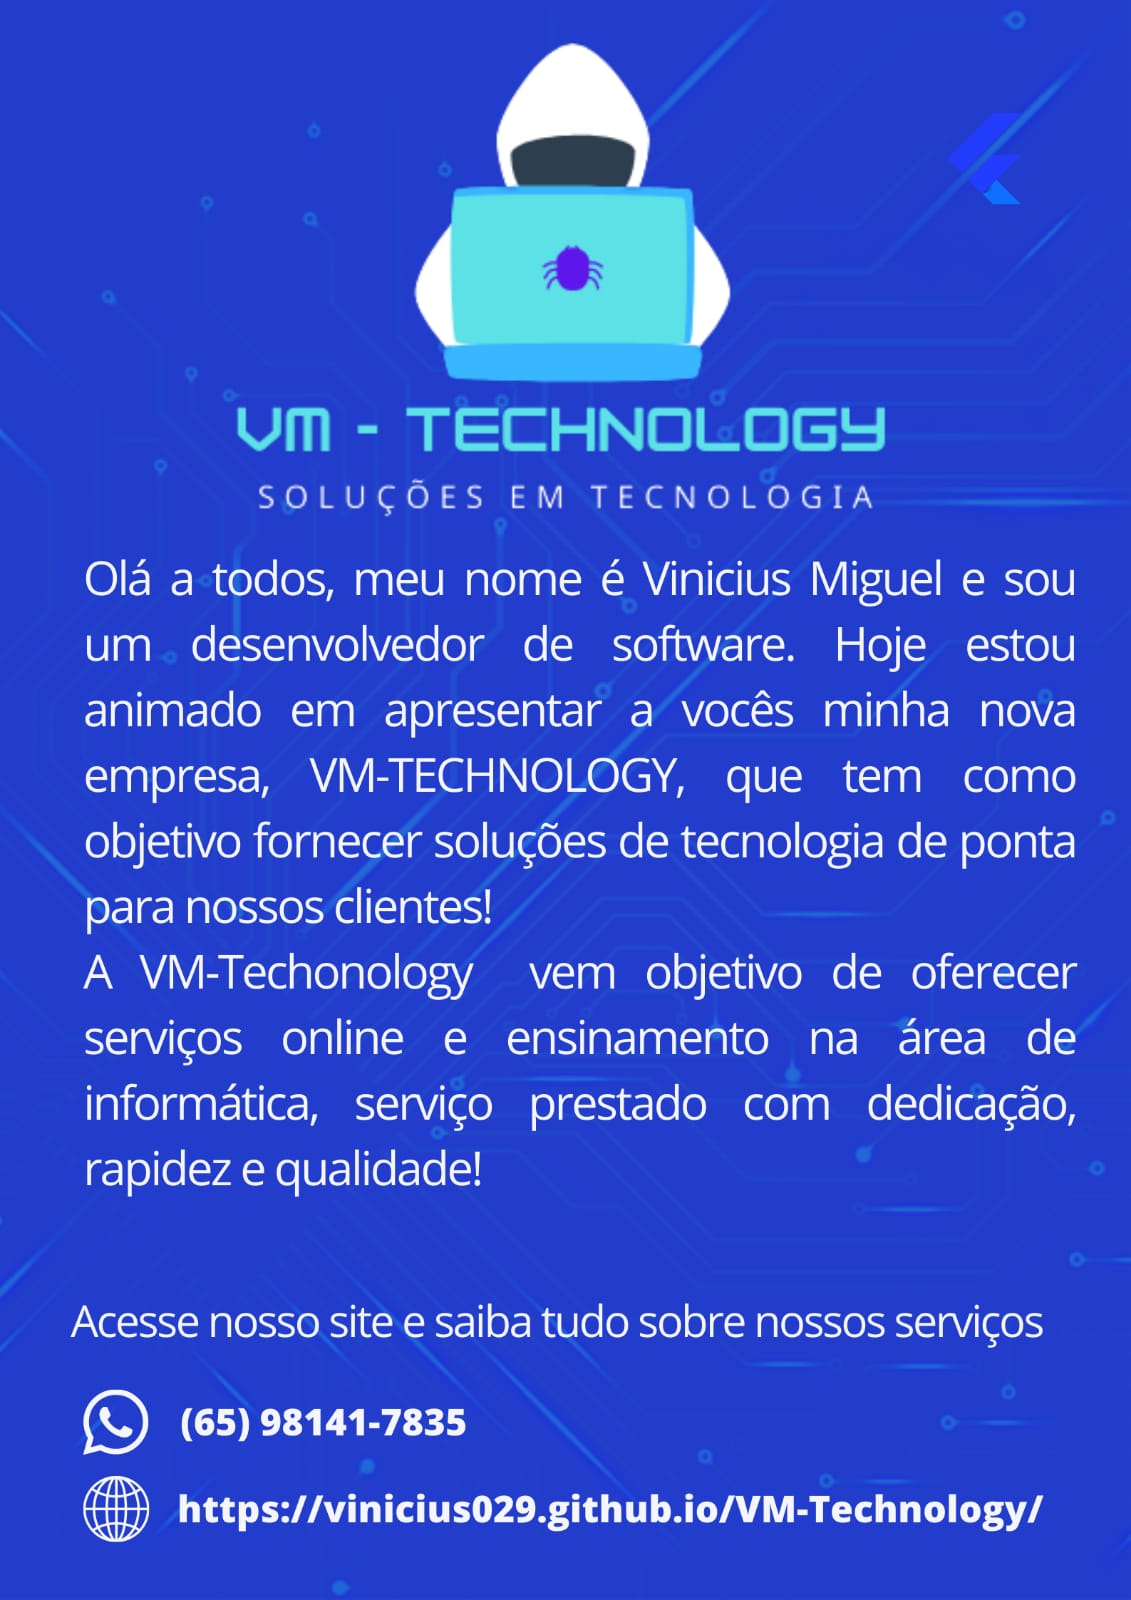 VM - TECHNOLOGY
SOLUÇÕES EM TECNOLOGIA
Olá a todos, meu nome é Vinicius Miguel e sou
um desenvolvedor de software. Hoje estou
animado em apresentar a vocês minha nova
empresa, VM-TECHNOLOGY, que tem como
objetivo fornecer soluções de tecnologia de ponta
para nossos clientes!
A VM-Techonology vem objetivo de oferecer
serviços online e ensinamento na área de
informática, serviço prestado com dedicação,
rapidez e qualidade!
Acesse nosso site e saiba tudo sobre nossos serviços
(65) 98141-7835
https://vinicius029.github.io/VM-Technology/